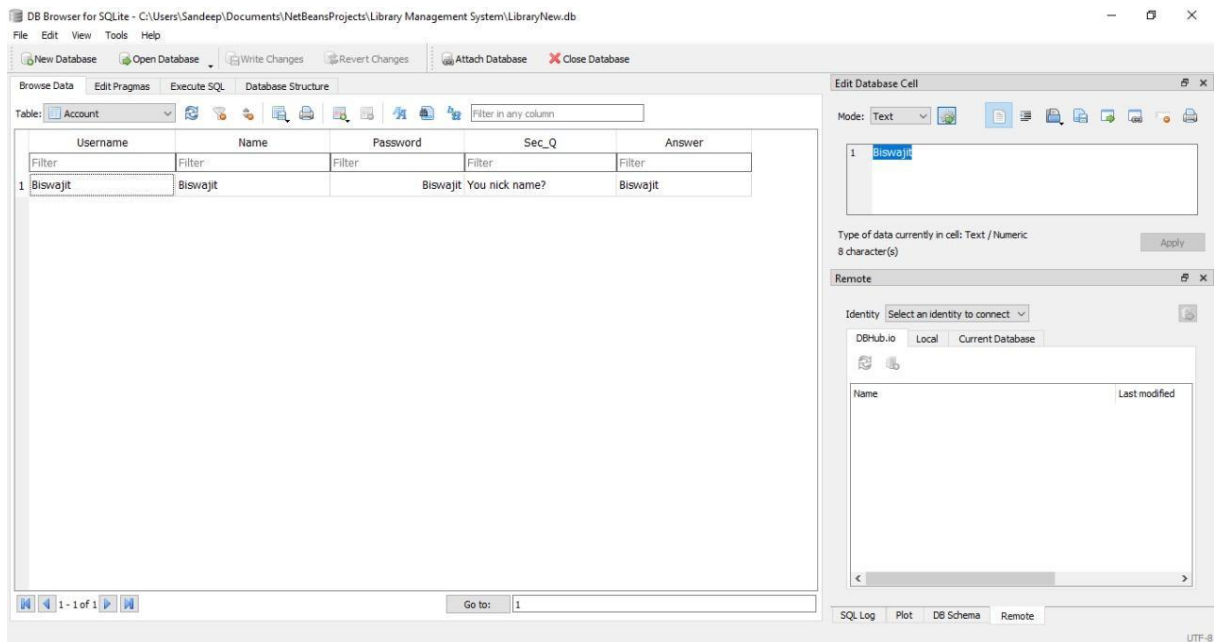 DB Browser for SQLite - C:\Users\Sandeep\Documents\NetBeansProjects\Library Management System\LibraryNew.db
File Edit View Tools Help
New Database Open Database Write Changes Revert Changes Attach Database Close Database
Browse Data Edit Pragmas Execute SQL Database Structure
Table: Account Filter in any column
Username Name Password Sec_Q Answer
Filter Filter Filter Filter Filter
1 Biswajit Biswajit Biswajit You nick name? Biswajit
1 - 1 of 1 Go to: 1
Edit Database Cell
Mode: Text
1 Biswajit
Type of data currently in cell: Text / Numeric
8 character(s)
Apply
Remote
Identity Select an identity to connect
DBHub.io Local Current Database
Name Last modified
SQL Log Plot DB Schema Remote
UTF-8